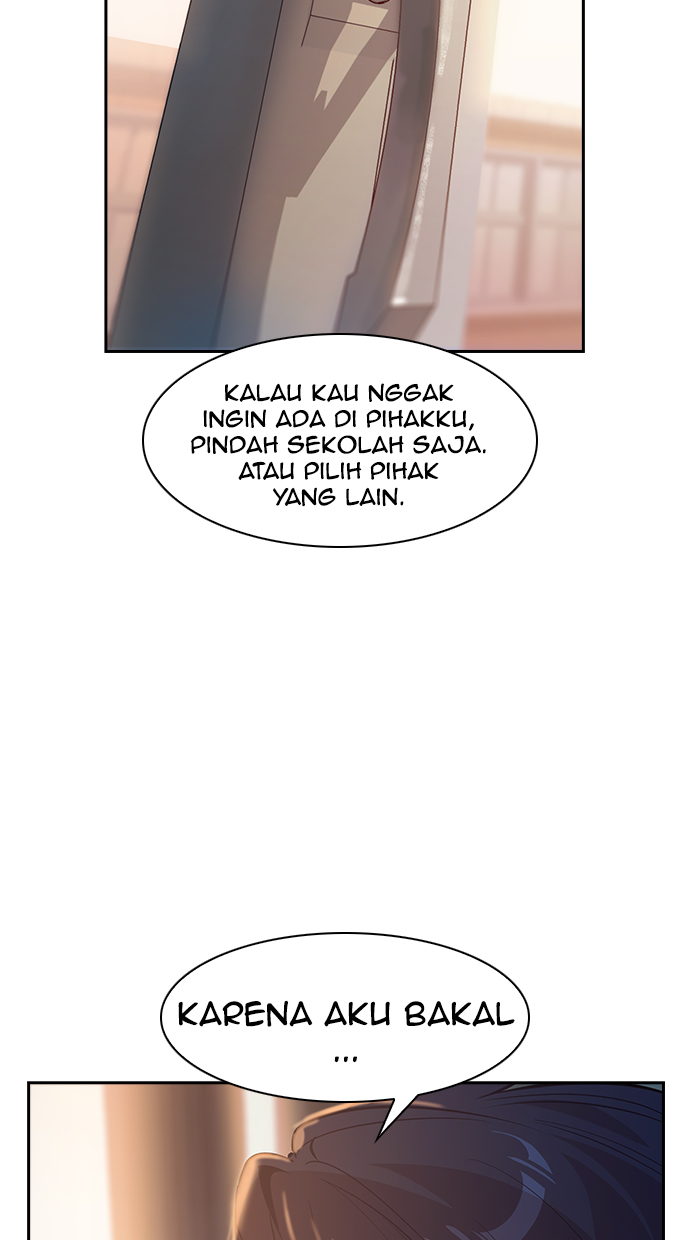 KALAU KAU NGGAK
INGIN ADA DI PIHAKKU,
PINDAH SEKOLAH SAJA.
ATAU PILIH PIHAK
YANG LAIN.
KARENA AKU BAKAL
...